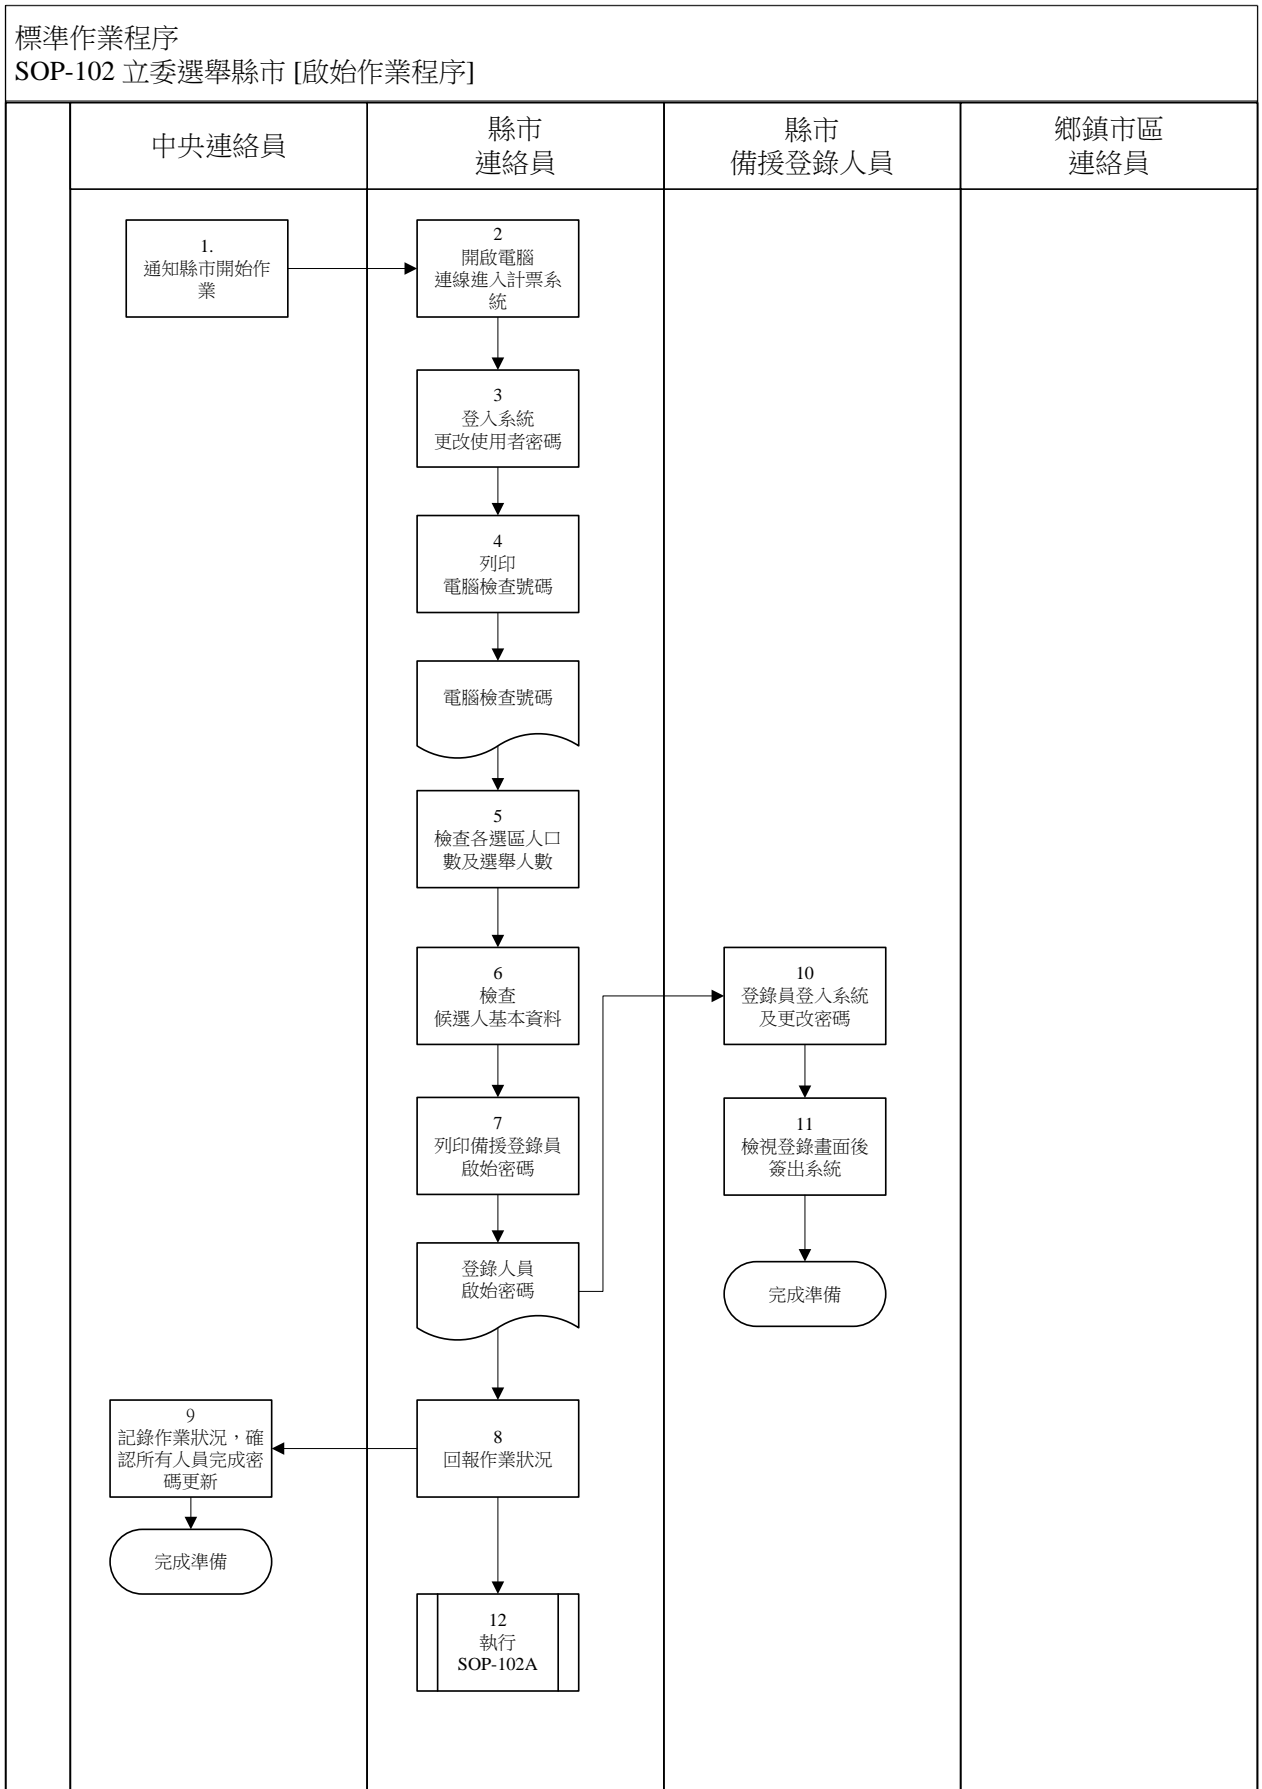 標準作業程序
SOP-102 立委選舉縣市 [啟始作業程序]
中央連絡員
縣市
連絡員
縣市
備援登錄人員
鄉鎮市區
連絡員
1.
通知縣市開始作
業
2
開啟電腦
連線進入計票系
統
3
登入系統
更改使用者密碼
4
列印
電腦檢查號碼
電腦檢查號碼
5
檢查各選區人口
數及選舉人數
6
檢查
候選人基本資料
10
登錄員登入系統
及更改密碼
7
列印備援登錄員
啟始密碼
11
檢視登錄畫面後
簽出系統
登錄人員
啟始密碼
完成準備
9
記錄作業狀況，確
認所有人員完成密
碼更新
8
回報作業狀況
完成準備
12
執行
SOP-102A